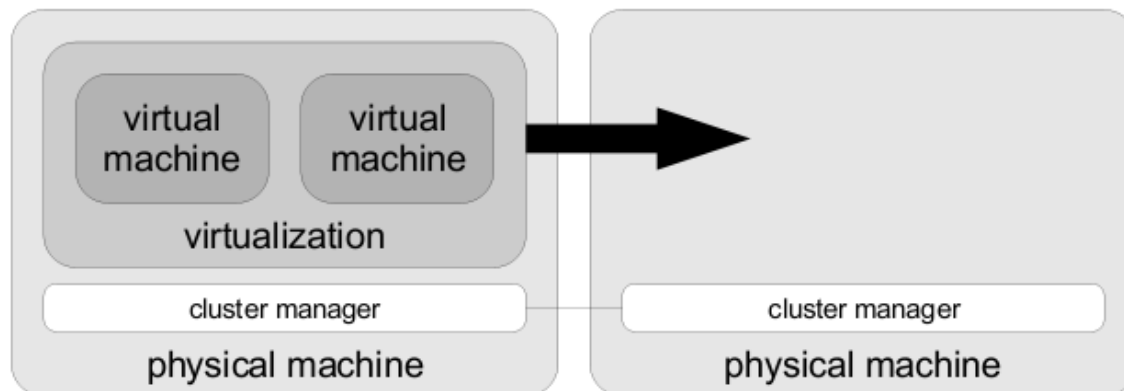 virtual
machine
virtual
machine
virtualization
cluster manager
physical machine
cluster manager
physical machine